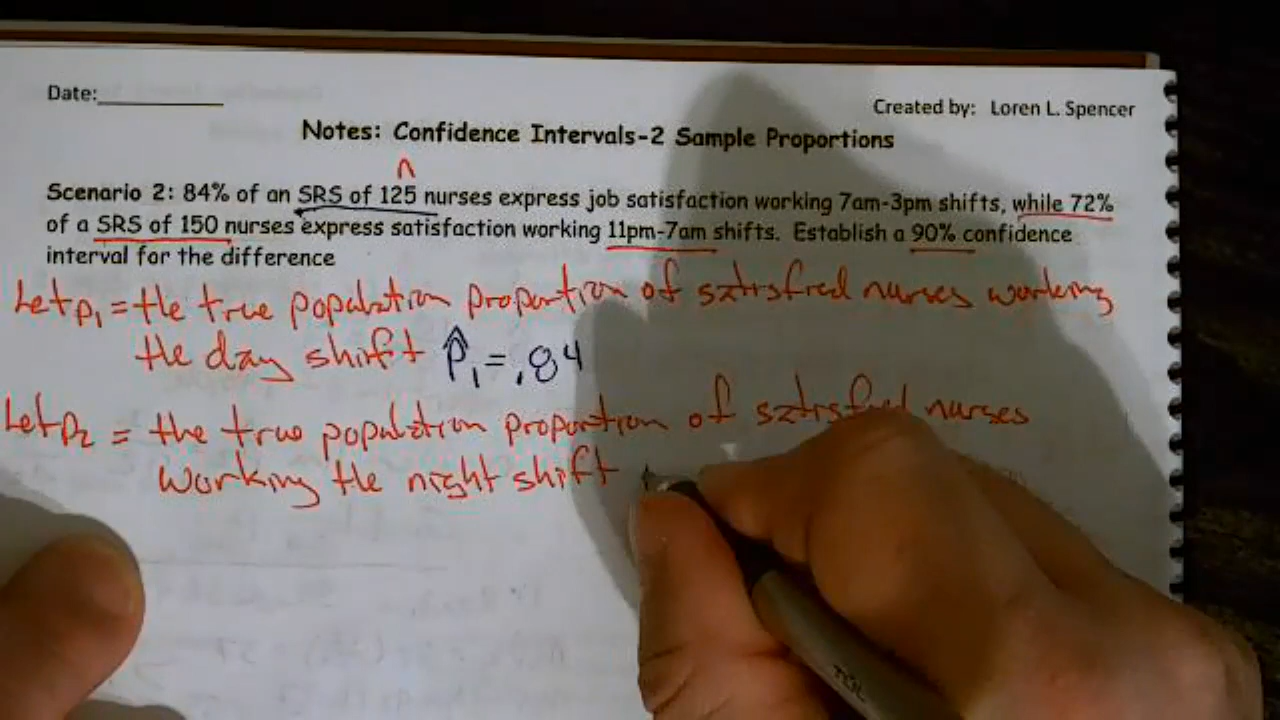 Date:____________
Created by: Loren L. Spencer
Notes: Confidence Intervals-2 Sample Proportions
n
Scenario 2: 84% of an SRS of 125 nurses express job satisfaction working 7am-3pm shifts, while 72%
of a SRS of 150 nurses express satisfaction working 11pm-7am shifts. Establish a 90% confidence
interval for the difference
Let p₁ = the true population proportion of satisfied nurses working
the day shift p̂₁ = .84
Let p₂ = the true population proportion of satisfied nurses
working the night shift